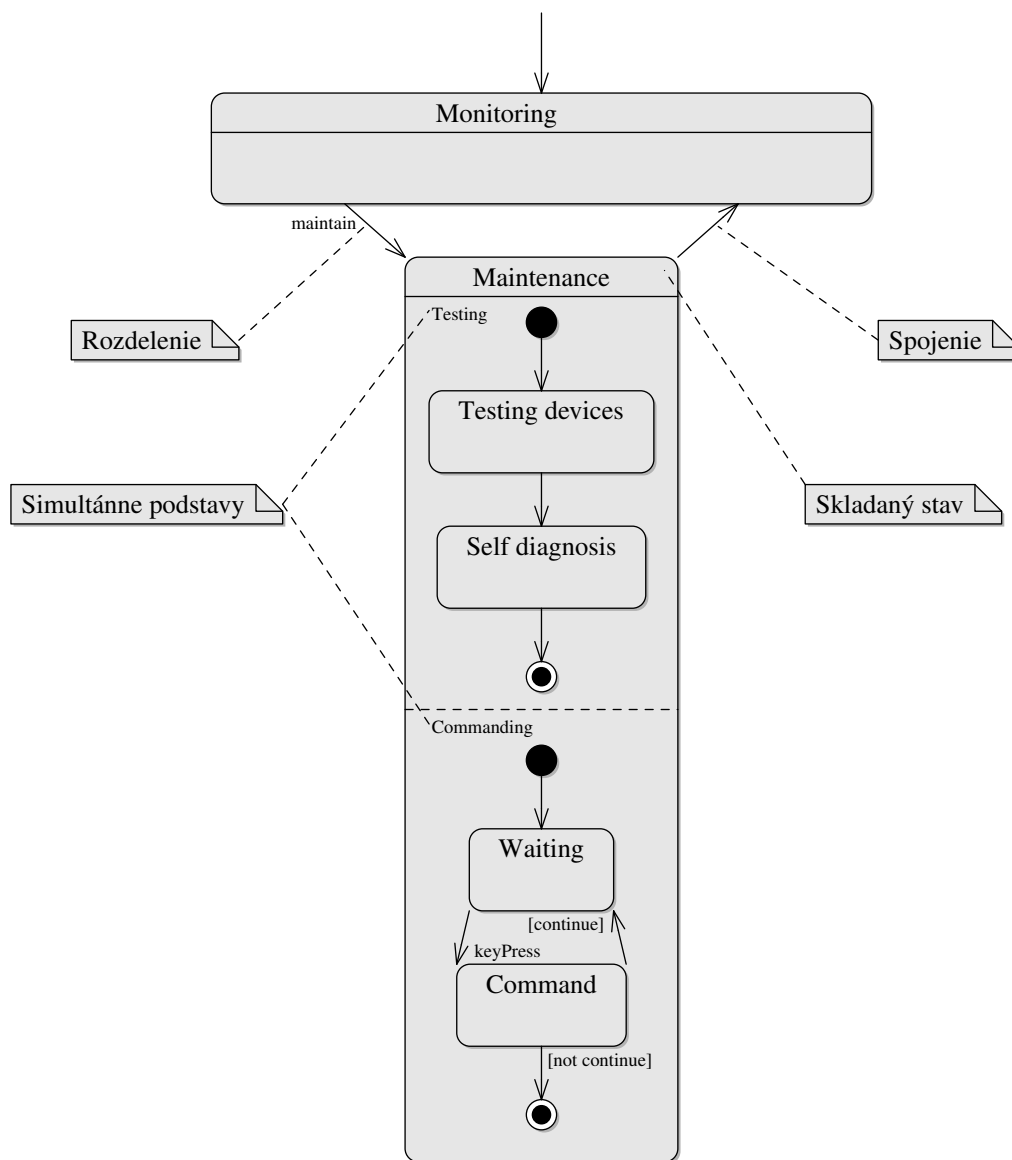 Monitoring
maintain
Maintenance
Testing
Rozdelenie
Spojenie
Testing devices
Simultánne podstavy
Skladaný stav
Self diagnosis
Commanding
Waiting
[continue]
keyPress
Command
[not continue]